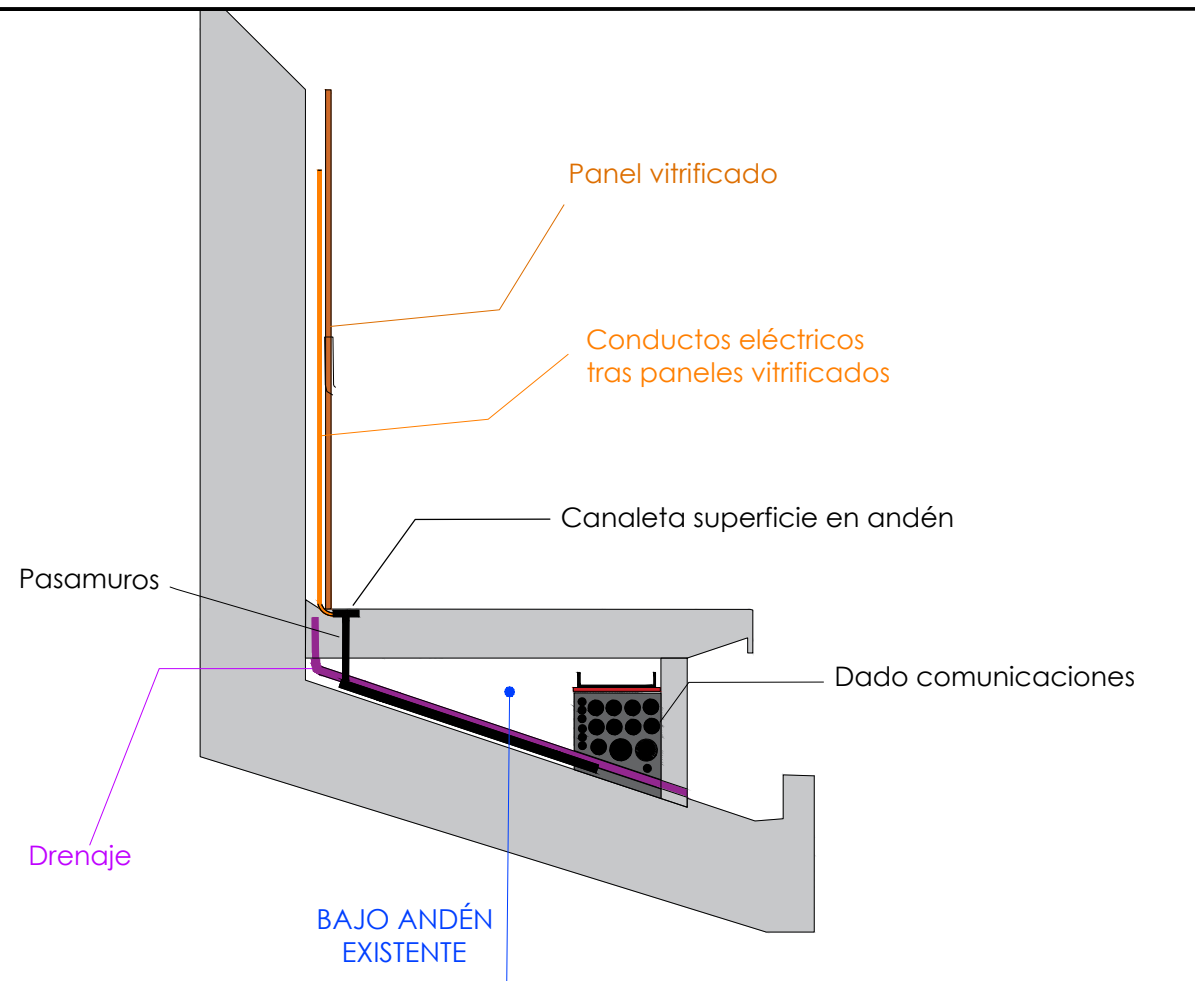 Panel vitrificado
Conductos eléctricos
tras paneles vitrificados
Canaleta superficie en andén
Pasamuros
Dado comunicaciones
Drenaje
BAJO ANDÉN
EXISTENTE